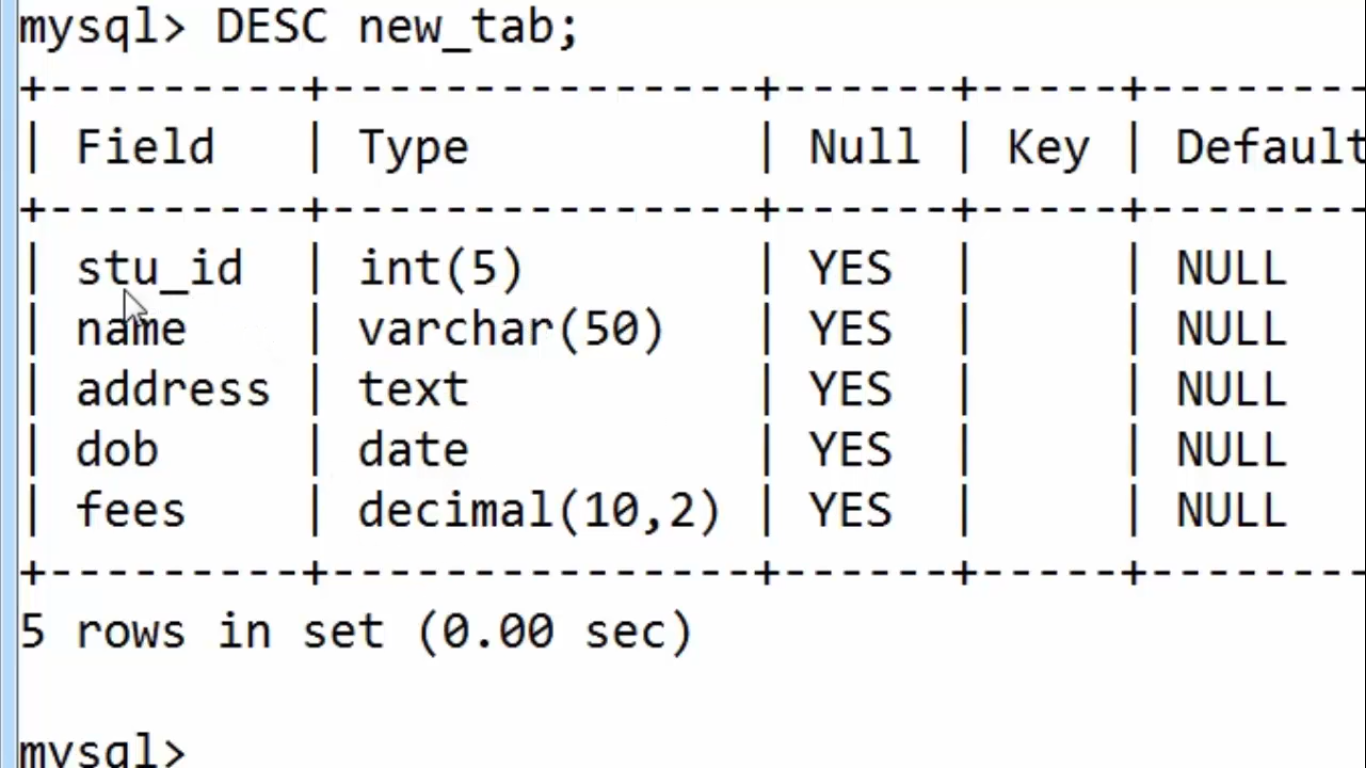 mysql> DESC new_tab;
+---------+---------------+------+-----+--------
| Field   | Type          | Null | Key | Default
+---------+---------------+------+-----+--------
| stu_id  | int(5)        | YES  |     | NULL
| name    | varchar(50)   | YES  |     | NULL
| address | text          | YES  |     | NULL
| dob     | date          | YES  |     | NULL
| fees    | decimal(10,2) | YES  |     | NULL
+---------+---------------+------+-----+--------
5 rows in set (0.00 sec)
mysql>